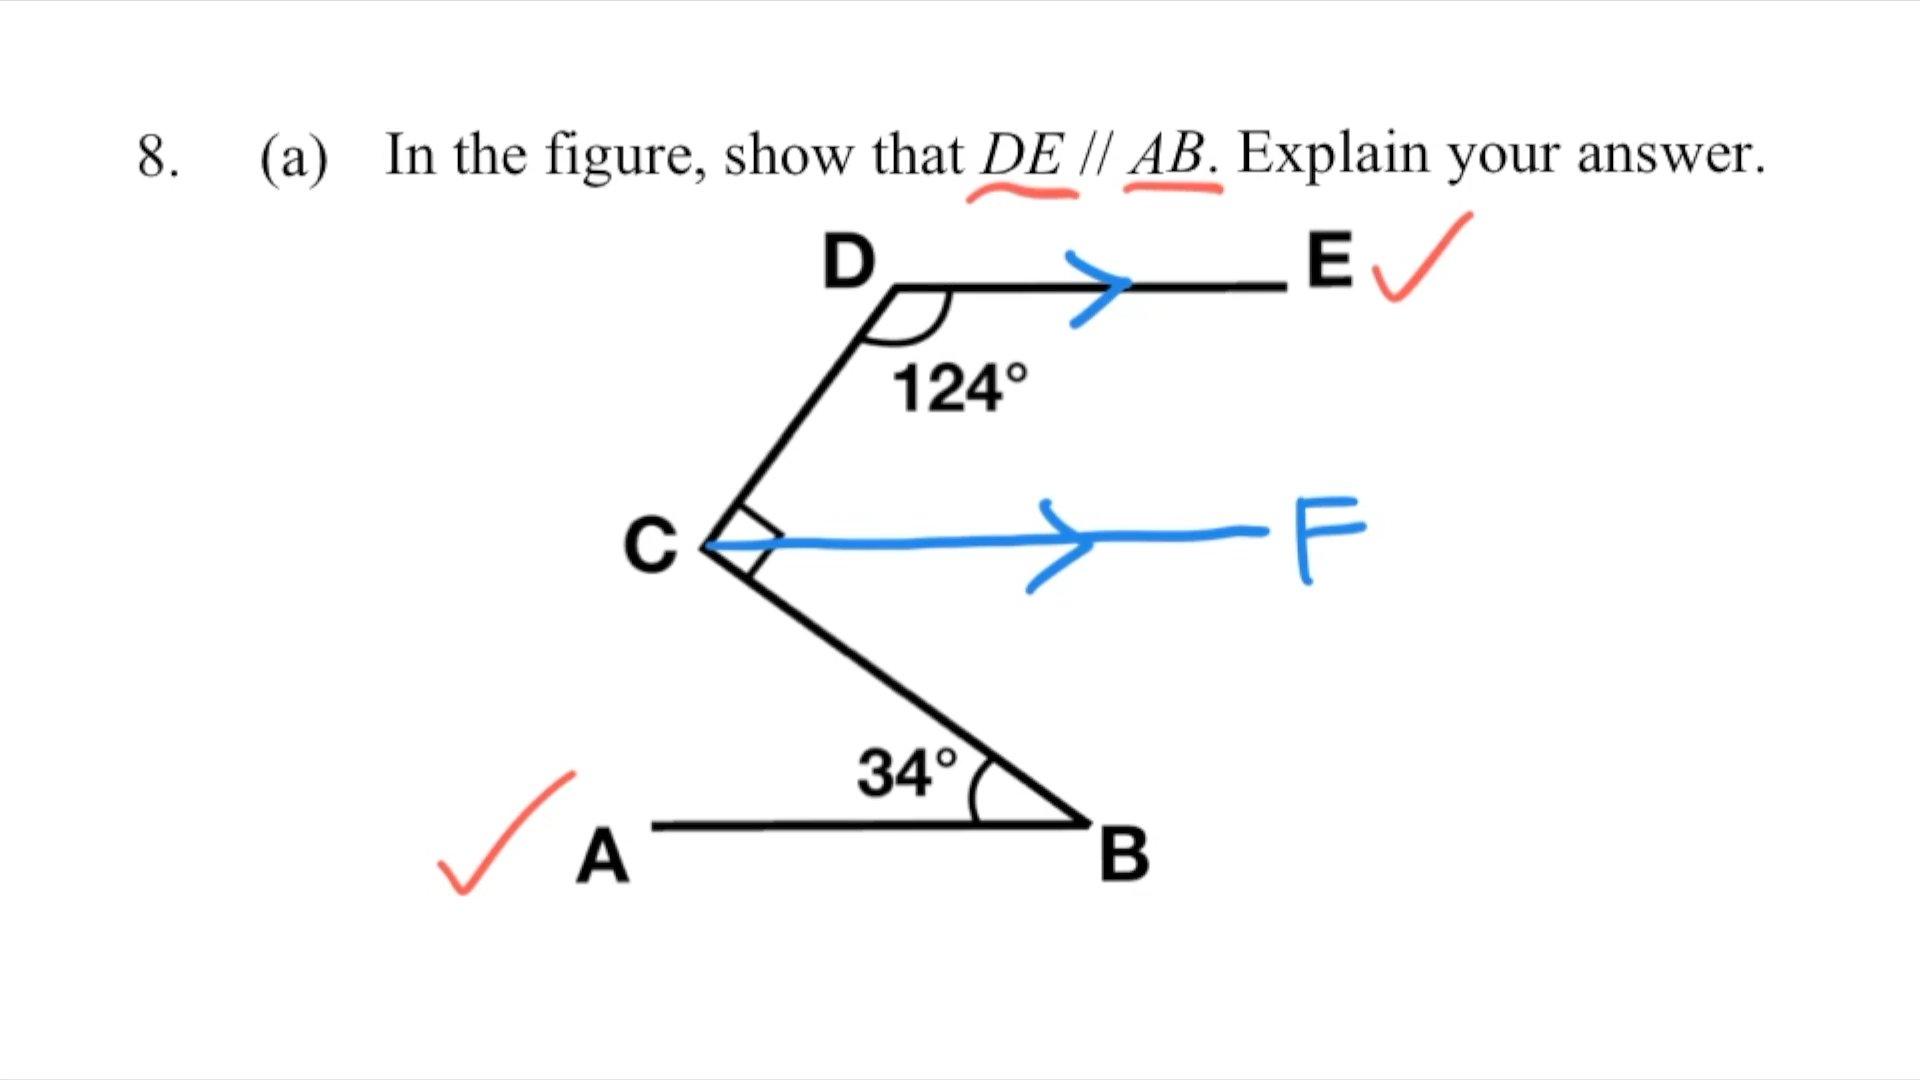 8. (a) In the figure, show that DE // AB. Explain your answer.
D E
124°
C F
34°
A B